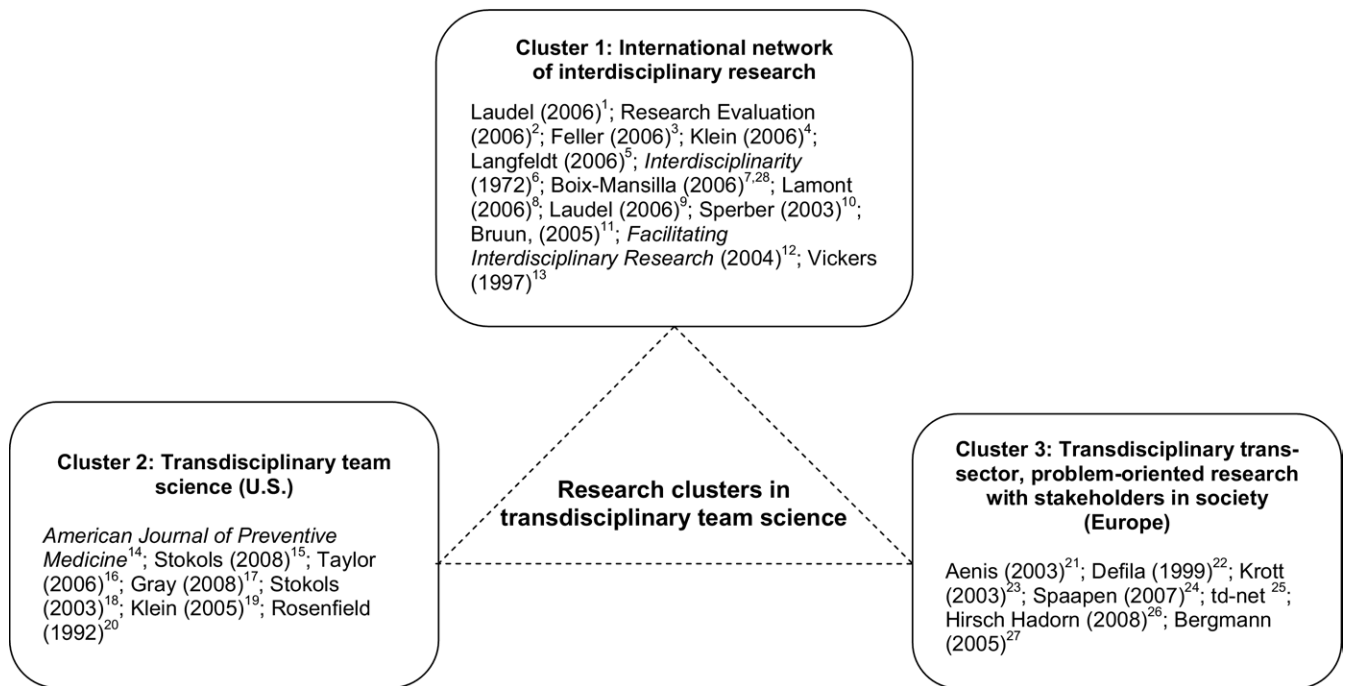 Cluster 1: International network
of interdisciplinary research
Laudel (2006)¹; Research Evaluation
(2006)²; Feller (2006)³; Klein (2006)⁴;
Langfeldt (2006)⁵; Interdisciplinarity
(1972)⁶; Boix-Mansilla (2006)⁷,²⁸; Lamont
(2006)⁸; Laudel (2006)⁹; Sperber (2003)¹⁰;
Bruun, (2005)¹¹; Facilitating
Interdisciplinary Research (2004)¹²; Vickers
(1997)¹³
Research clusters in
transdisciplinary team science
Cluster 2: Transdisciplinary team
science (U.S.)
American Journal of Preventive
Medicine¹⁴; Stokols (2008)¹⁵; Taylor
(2006)¹⁶; Gray (2008)¹⁷; Stokols
(2003)¹⁸; Klein (2005)¹⁹; Rosenfield
(1992)²⁰
Cluster 3: Transdisciplinary trans-
sector, problem-oriented research
with stakeholders in society
(Europe)
Aenis (2003)²¹; Defila (1999)²²; Krott
(2003)²³; Spaapen (2007)²⁴; td-net ²⁵;
Hirsch Hadorn (2008)²⁶; Bergmann
(2005)²⁷